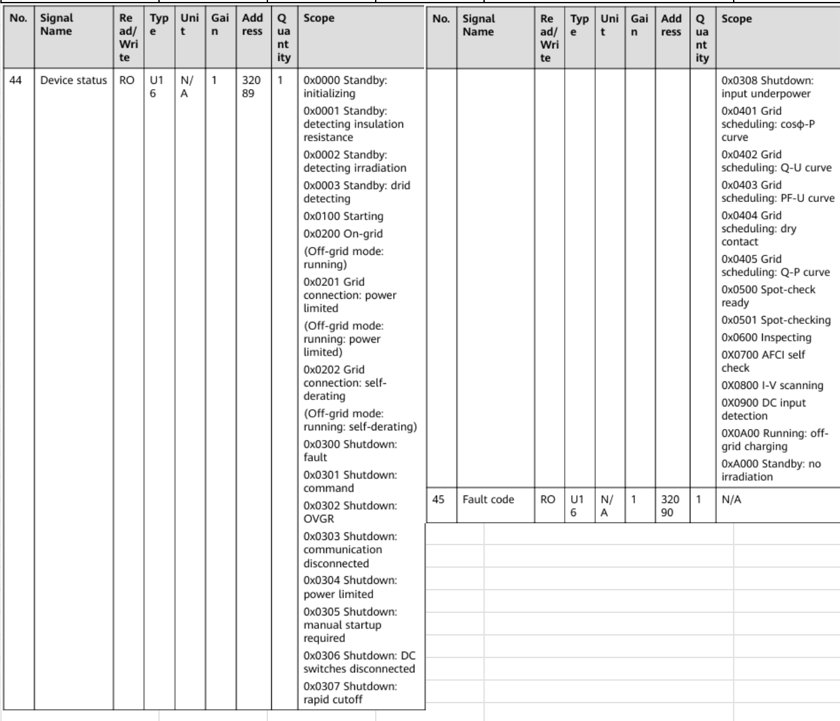 No. Signal Name Read/Write Type Unit Gain Address Quantity Scope
44 Device status RO U16 N/A 1 32089 1 0x0000 Standby:
initializing
0x0001 Standby:
detecting insulation
resistance
0x0002 Standby:
detecting irradiation
0x0003 Standby: drid
detecting
0x0100 Starting
0x0200 On-grid
(Off-grid mode:
running)
0x0201 Grid
connection: power
limited
(Off-grid mode:
running: power
limited)
0x0202 Grid
connection: self-
derating
(Off-grid mode:
running: self-derating)
0x0300 Shutdown:
fault
0x0301 Shutdown:
command
0x0302 Shutdown:
OVGR
0x0303 Shutdown:
communication
disconnected
0x0304 Shutdown:
power limited
0x0305 Shutdown:
manual startup
required
0x0306 Shutdown: DC
switches disconnected
0x0307 Shutdown:
rapid cutoff
No. Signal Name Read/Write Type Unit Gain Address Quantity Scope
0x0308 Shutdown:
input underpower
0x0401 Grid
scheduling: cosф-P
curve
0x0402 Grid
scheduling: Q-U curve
0x0403 Grid
scheduling: PF-U curve
0x0404 Grid
scheduling: dry
contact
0x0405 Grid
scheduling: Q-P curve
0x0500 Spot-check
ready
0x0501 Spot-checking
0x0600 Inspecting
0X0700 AFCI self
check
0X0800 I-V scanning
0X0900 DC input
detection
0X0A00 Running: off-
grid charging
0xA000 Standby: no
irradiation
45 Fault code RO U16 N/A 1 32090 1 N/A